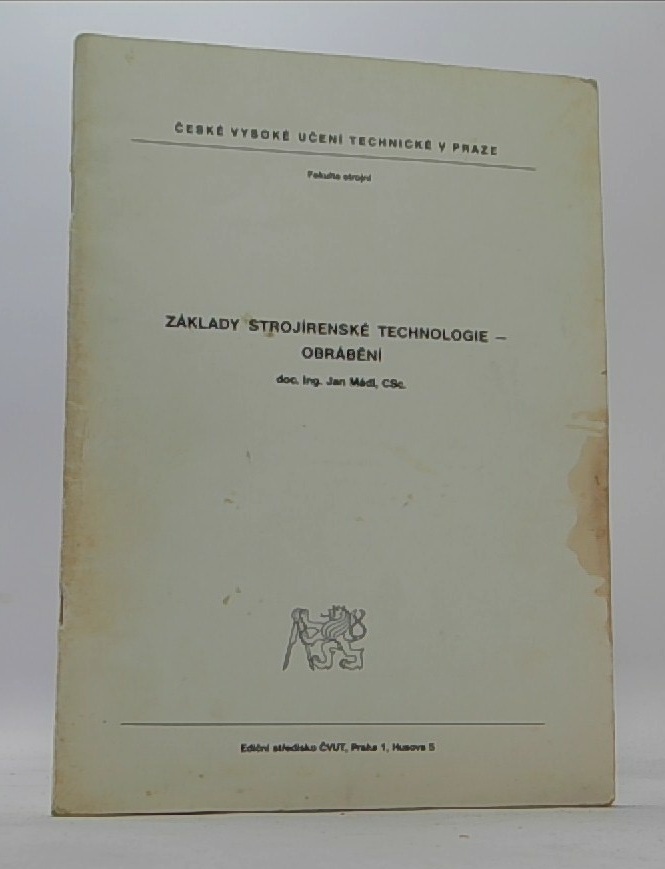 ČESKÉ VYSOKÉ UČENÍ TECHNICKÉ V PRAZE
Fakulta strojní
ZÁKLADY STROJÍRENSKÉ TECHNOLOGIE –
OBRÁBĚNÍ
doc. Ing. Jan Mádl, CSc.
Ediční středisko ČVUT, Praha 1, Husova 5